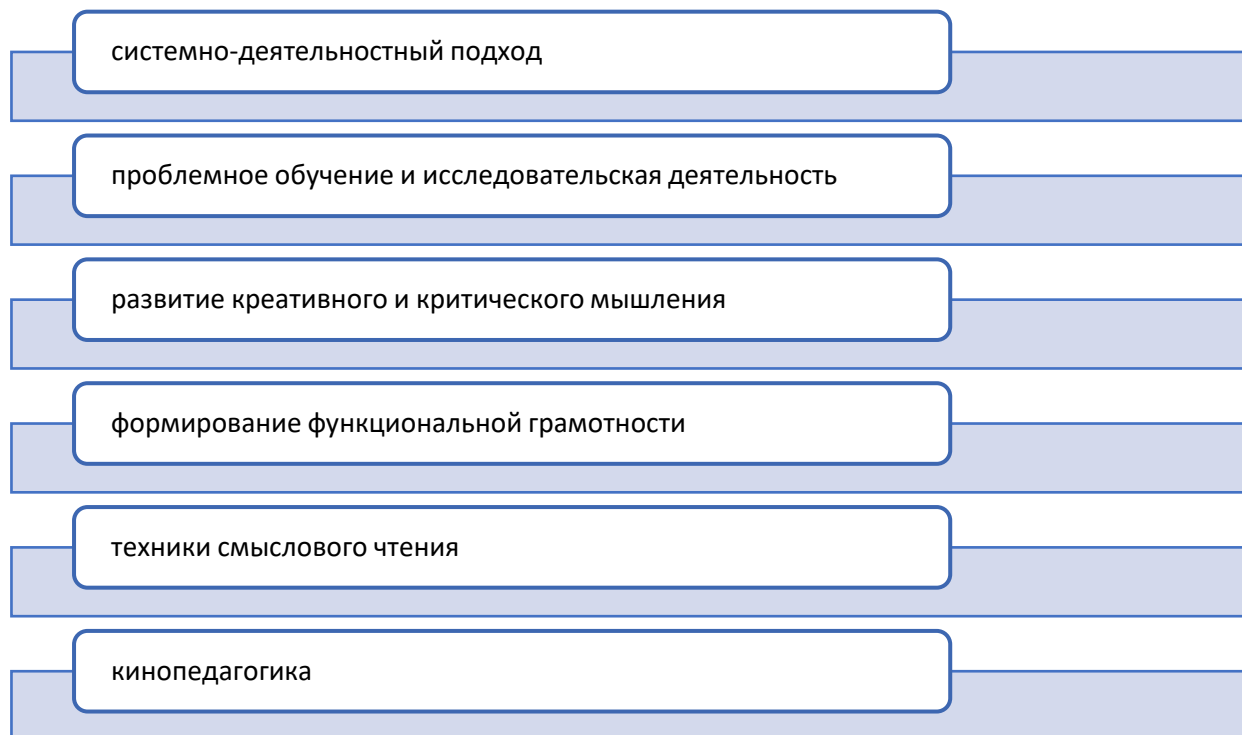 системно-деятельностный подход
проблемное обучение и исследовательская деятельность
развитие креативного и критического мышления
формирование функциональной грамотности
техники смыслового чтения
кинопедагогика